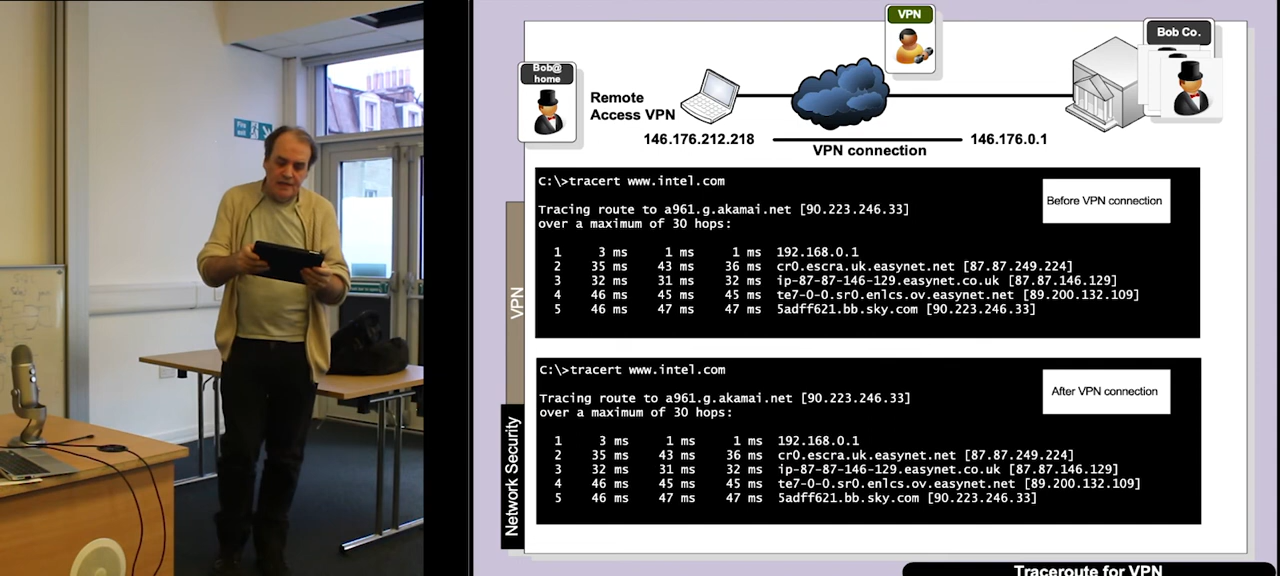 Fire
exit
VPN
Bob Co.
Bob@
home
Remote
Access VPN
146.176.212.218
146.176.0.1
VPN connection
C:\>tracert www.intel.com
Before VPN connection
Tracing route to a961.g.akamai.net [90.223.246.33]
over a maximum of 30 hops:
1 3 ms 1 ms 1 ms 192.168.0.1
2 35 ms 43 ms 36 ms cr0.escra.uk.easynet.net [87.87.249.224]
3 32 ms 31 ms 32 ms ip-87-87-146-129.easynet.co.uk [87.87.146.129]
4 46 ms 45 ms 45 ms te7-0-0.sr0.enlcs.ov.easynet.net [89.200.132.109]
5 46 ms 47 ms 47 ms 5adff621.bb.sky.com [90.223.246.33]
VPN
C:\>tracert www.intel.com
After VPN connection
Tracing route to a961.g.akamai.net [90.223.246.33]
over a maximum of 30 hops:
1 3 ms 1 ms 1 ms 192.168.0.1
2 35 ms 43 ms 36 ms cr0.escra.uk.easynet.net [87.87.249.224]
3 32 ms 31 ms 32 ms ip-87-87-146-129.easynet.co.uk [87.87.146.129]
4 46 ms 45 ms 45 ms te7-0-0.sr0.enlcs.ov.easynet.net [89.200.132.109]
5 46 ms 47 ms 47 ms 5adff621.bb.sky.com [90.223.246.33]
Network Security
Traceroute for VPN